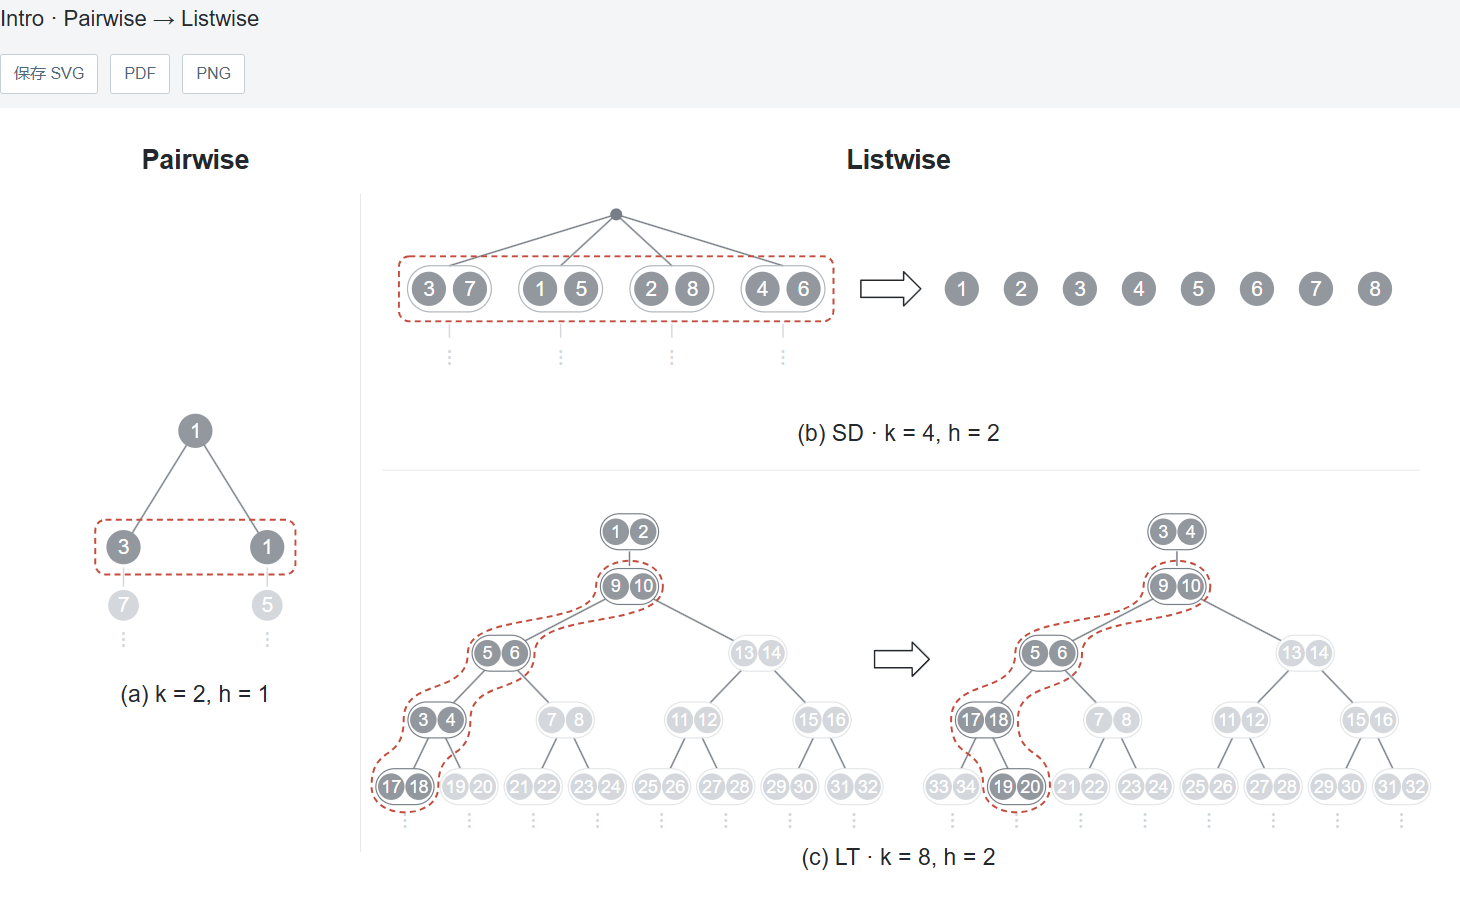 Intro · Pairwise → Listwise
保存 SVG PDF PNG
Pairwise
Listwise
1
3 1
7 5
(a) k = 2, h = 1
3 7 1 5 2 8 4 6
1 2 3 4 5 6 7 8
(b) SD · k = 4, h = 2
1 2
9 10
5 6 13 14
3 4 7 8 11 12 15 16
17 18 19 20 21 22 23 24 25 26 27 28 29 30 31 32
3 4
9 10
5 6 13 14
17 18 7 8 11 12 15 16
33 34 19 20 21 22 23 24 25 26 27 28 29 30 31 32
(c) LT · k = 8, h = 2